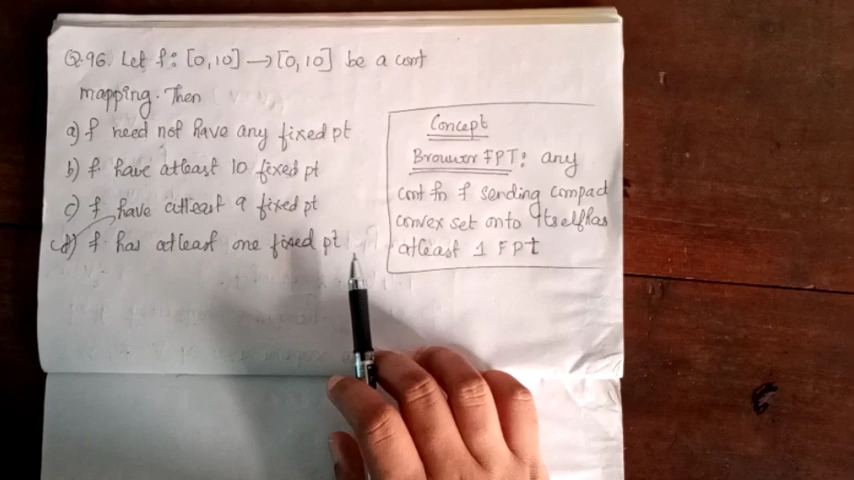 Q.96. Let f: [0,10] → [0,10] be a cont
mapping. Then
a) f need not have any fixed pt
b) f have atleast 10 fixed pt
c) f have atleast 9 fixed pt
d) f has atleast one fixed pt
Concept
Brouwer FPT: any
cont fn f sending compact
convex set onto itself has
atleast 1 FPt